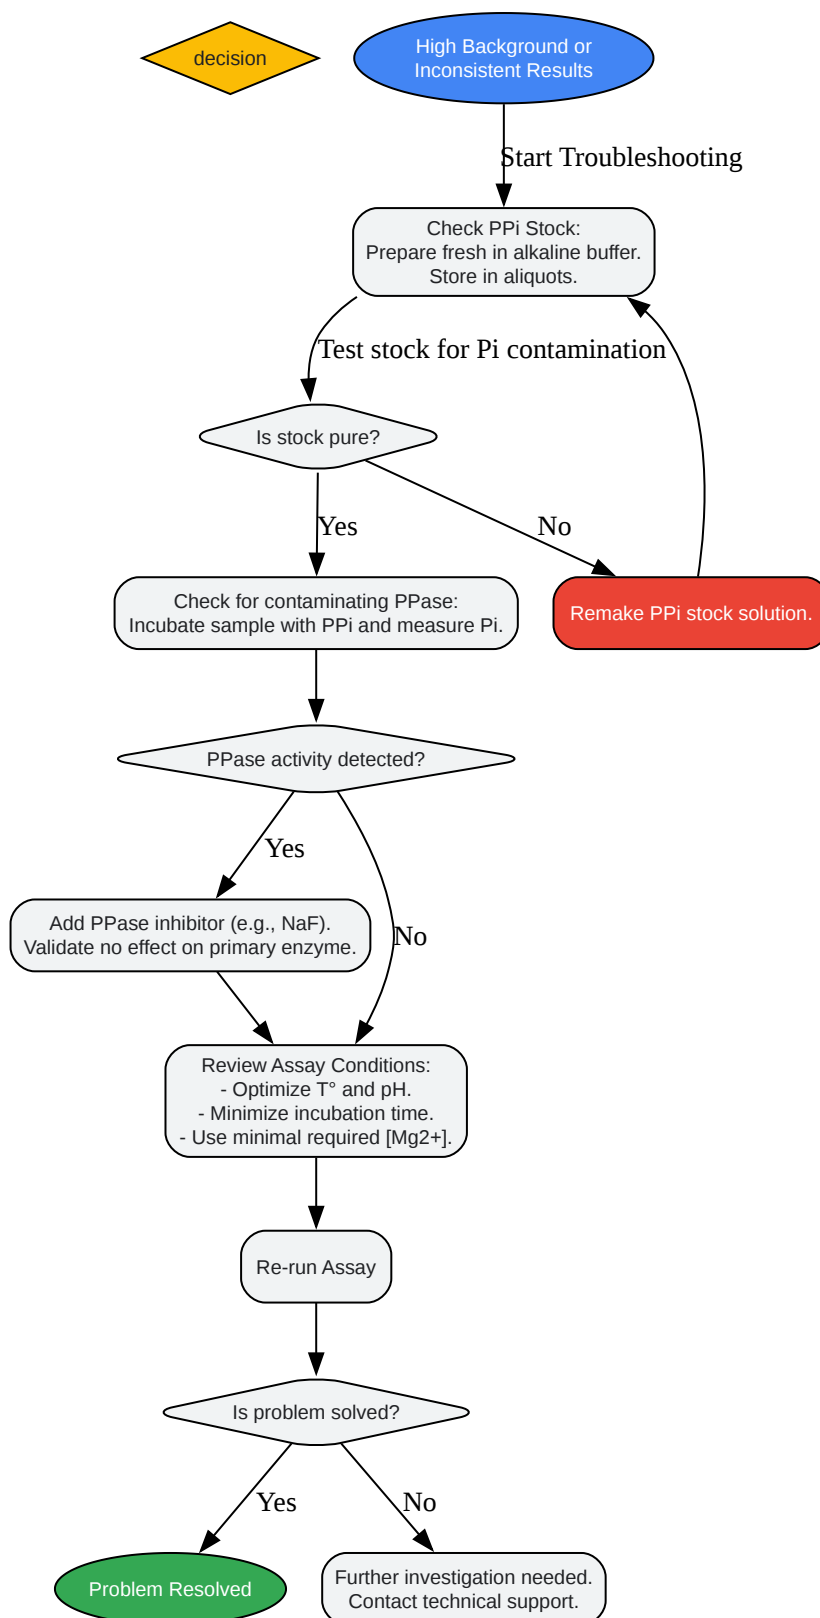 decision
High Background or
Inconsistent Results
Start Troubleshooting
Check PPi Stock:
Prepare fresh in alkaline buffer.
Store in aliquots.
Test stock for Pi contamination
Is stock pure?
Yes
No
Check for contaminating PPase:
Incubate sample with PPi and measure Pi.
Remake PPi stock solution.
PPase activity detected?
Yes
No
Add PPase inhibitor (e.g., NaF).
Validate no effect on primary enzyme.
Review Assay Conditions:
- Optimize T° and pH.
- Minimize incubation time.
- Use minimal required [Mg2+].
Re-run Assay
Is problem solved?
Yes
No
Problem Resolved
Further investigation needed.
Contact technical support.